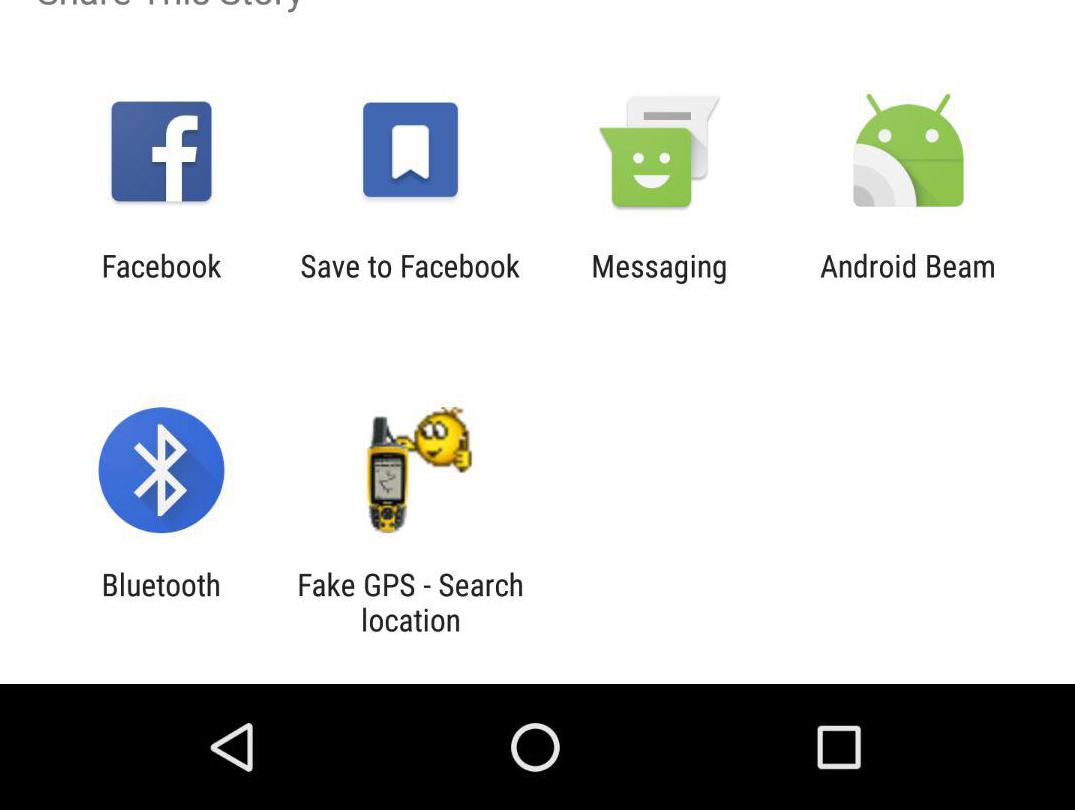 Share This Story
Facebook
Save to Facebook
Messaging
Android Beam
Bluetooth
Fake GPS - Search
location